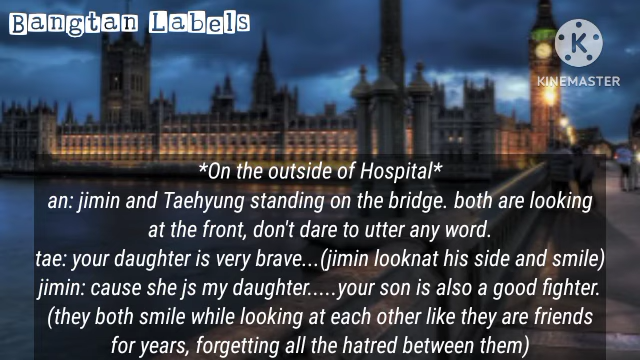 Bangtan Labels
K
KINEMASTER
*On the outside of Hospital*
an: jimin and Taehyung standing on the bridge. both are looking
at the front, don't dare to utter any word.
tae: your daughter is very brave...(jimin looknat his side and smile)
jimin: cause she js my daughter.....your son is also a good fighter.
(they both smile while looking at each other like they are friends
for years, forgetting all the hatred between them)